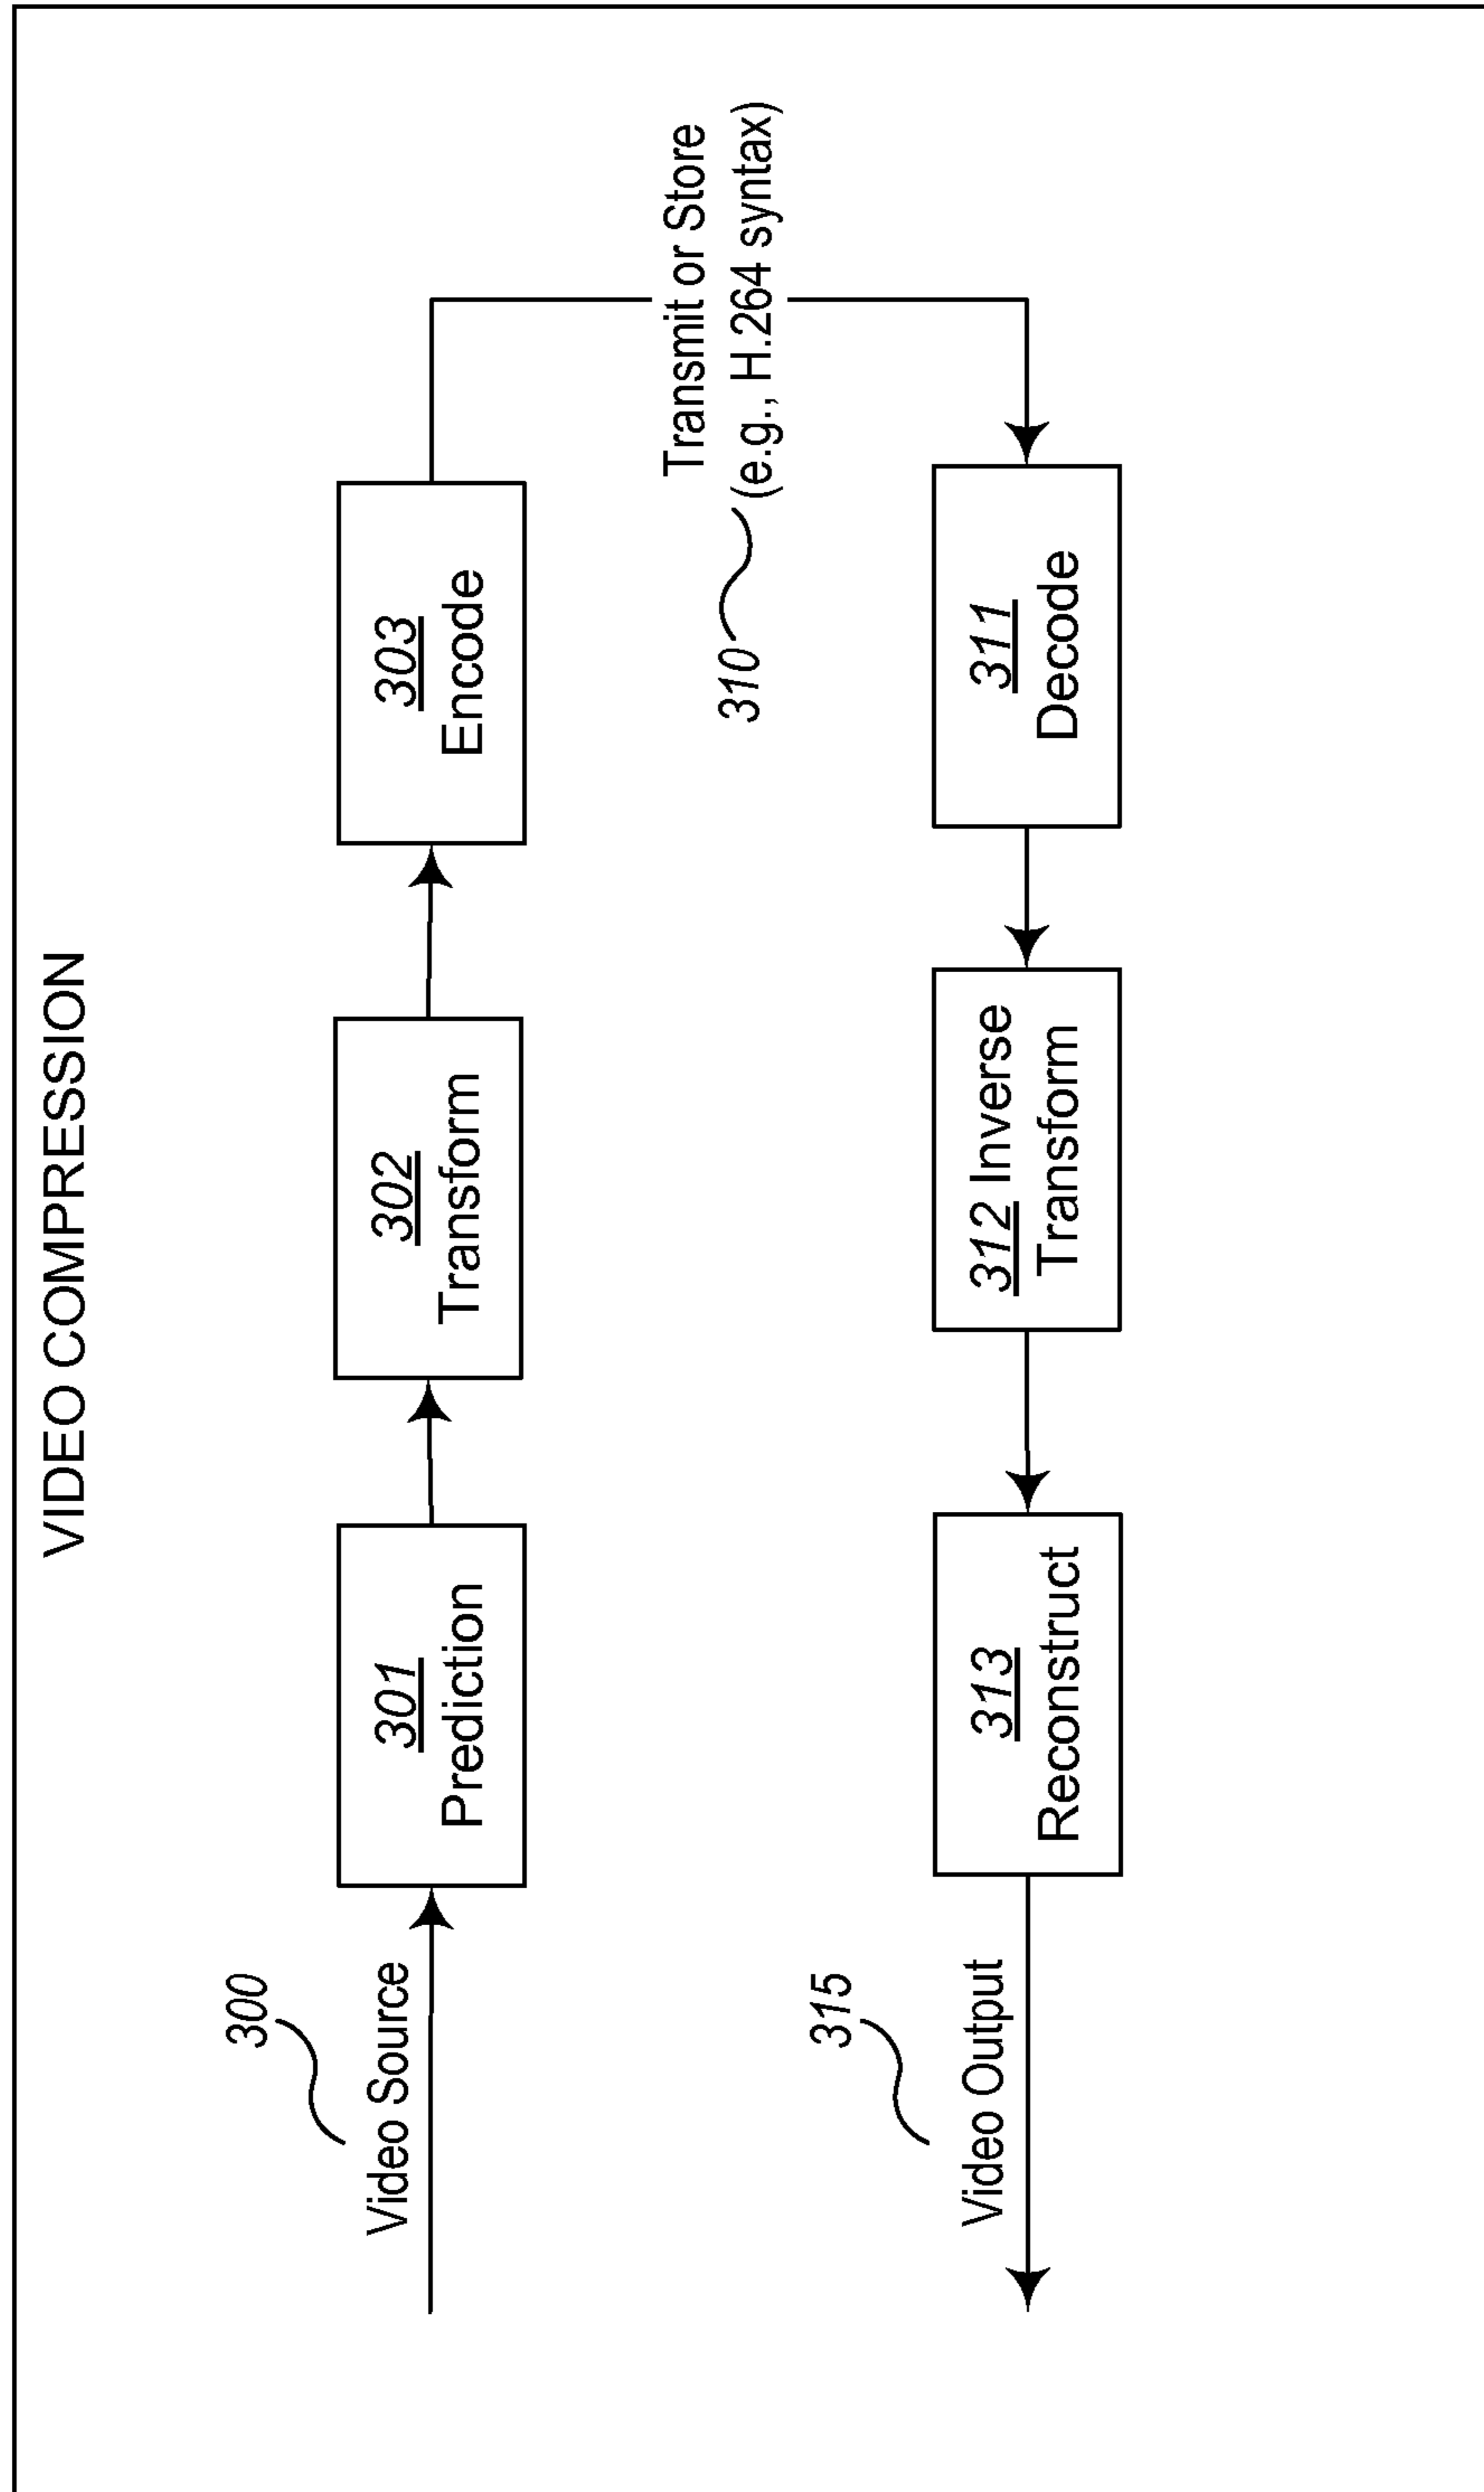 VIDEO COMPRESSION
300
Video Source
301
Prediction
302
Transform
303
Encode
Transmit or Store
310 (e.g., H.264 syntax)
311
Decode
312 Inverse
Transform
313
Reconstruct
315
Video Output